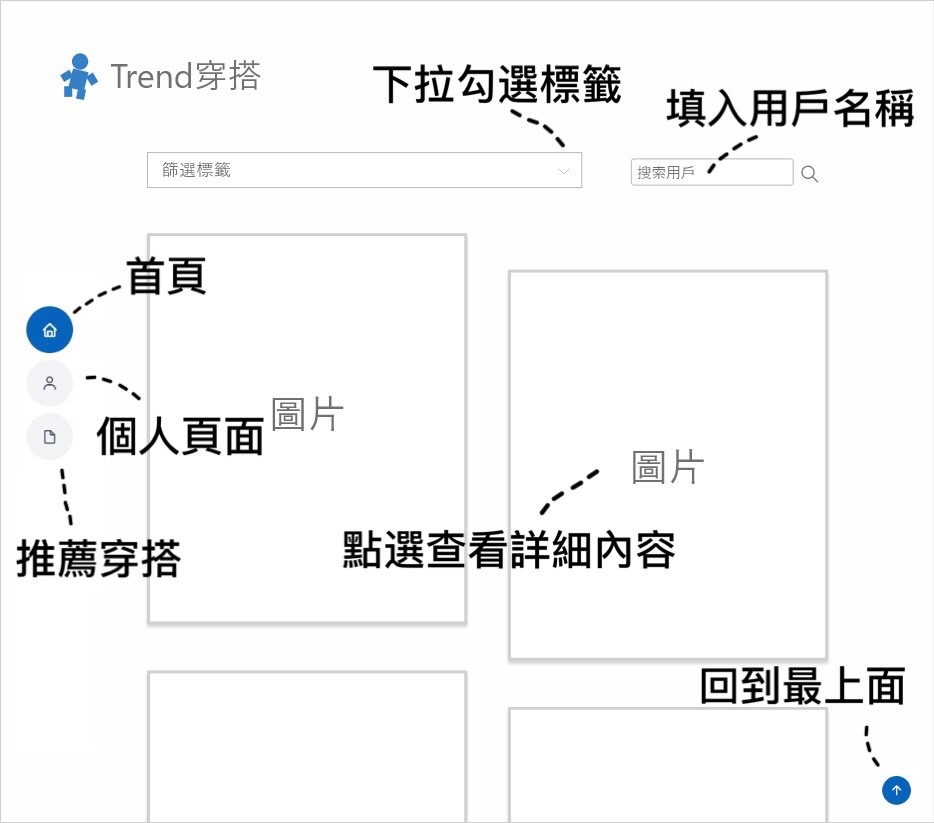 Trend穿搭
下拉勾選標籤
填入用戶名稱
篩選標籤
搜索用戶
首頁
圖片
個人頁面
圖片
點選查看詳細內容
推薦穿搭
回到最上面